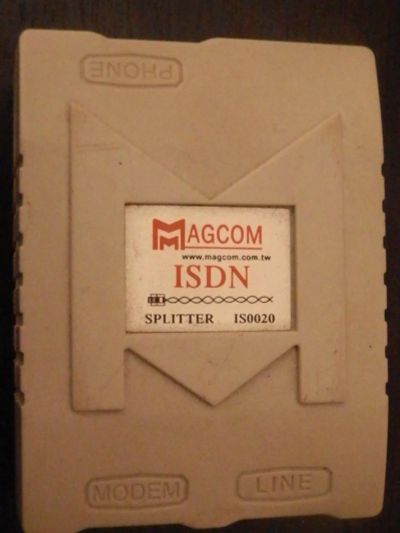 PHONE
MAGCOM
www.magcom.com.tw
ISDN
SPLITTER IS0020
MODEM LINE